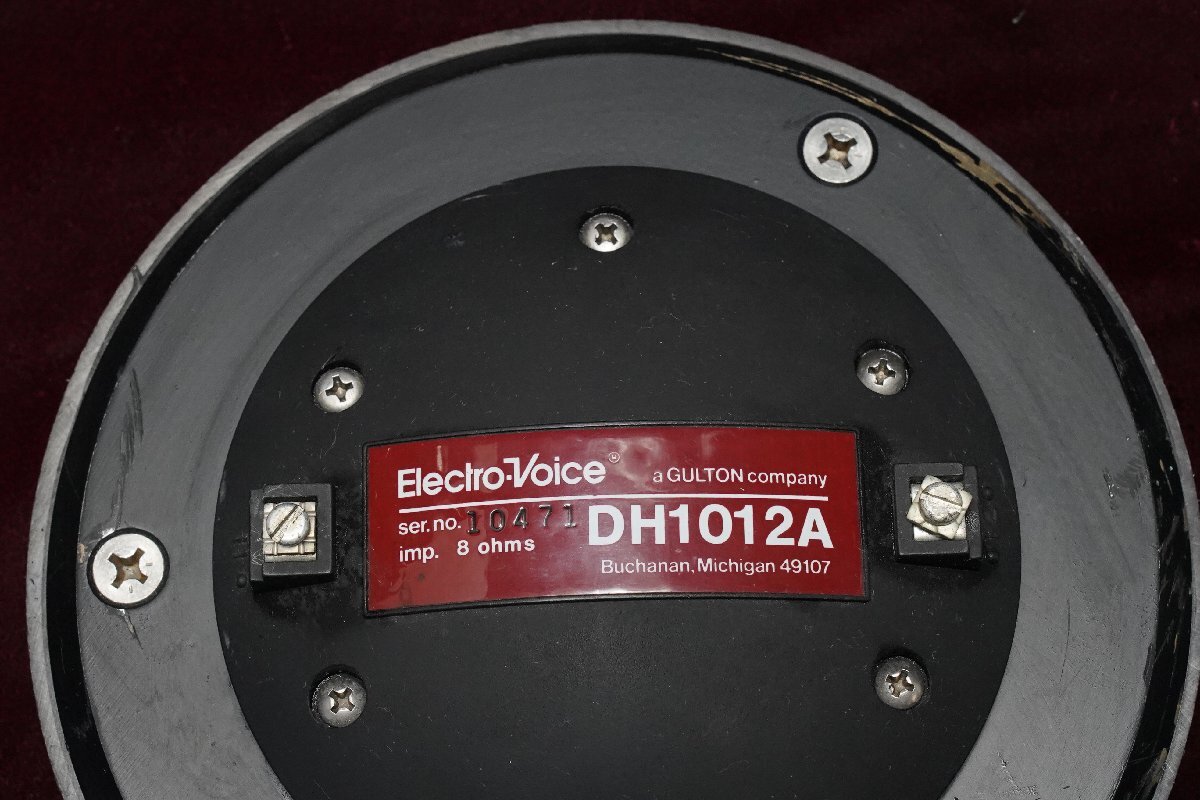 Electro-Voice® a GULTON company
ser. no. 10471 DH1012A
imp. 8 ohms
Buchanan, Michigan 49107